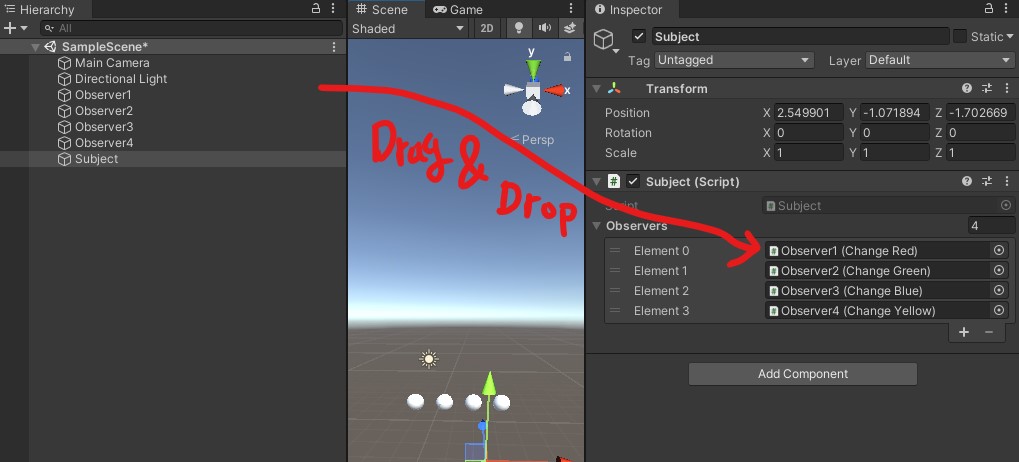 Hierarchy
All
SampleScene*
Main Camera
Directional Light
Observer1
Observer2
Observer3
Observer4
Subject
Scene
Game
Shaded
2D
y
x
Persp
Drag & Drop
Inspector
Subject
Static
Tag Untagged
Layer Default
Transform
Position X 2.549901 Y -1.071894 Z -1.702669
Rotation X 0 Y 0 Z 0
Scale X 1 Y 1 Z 1
# Subject (Script)
Script Subject
Observers 4
Element 0 Observer1 (Change Red)
Element 1 Observer2 (Change Green)
Element 2 Observer3 (Change Blue)
Element 3 Observer4 (Change Yellow)
Add Component